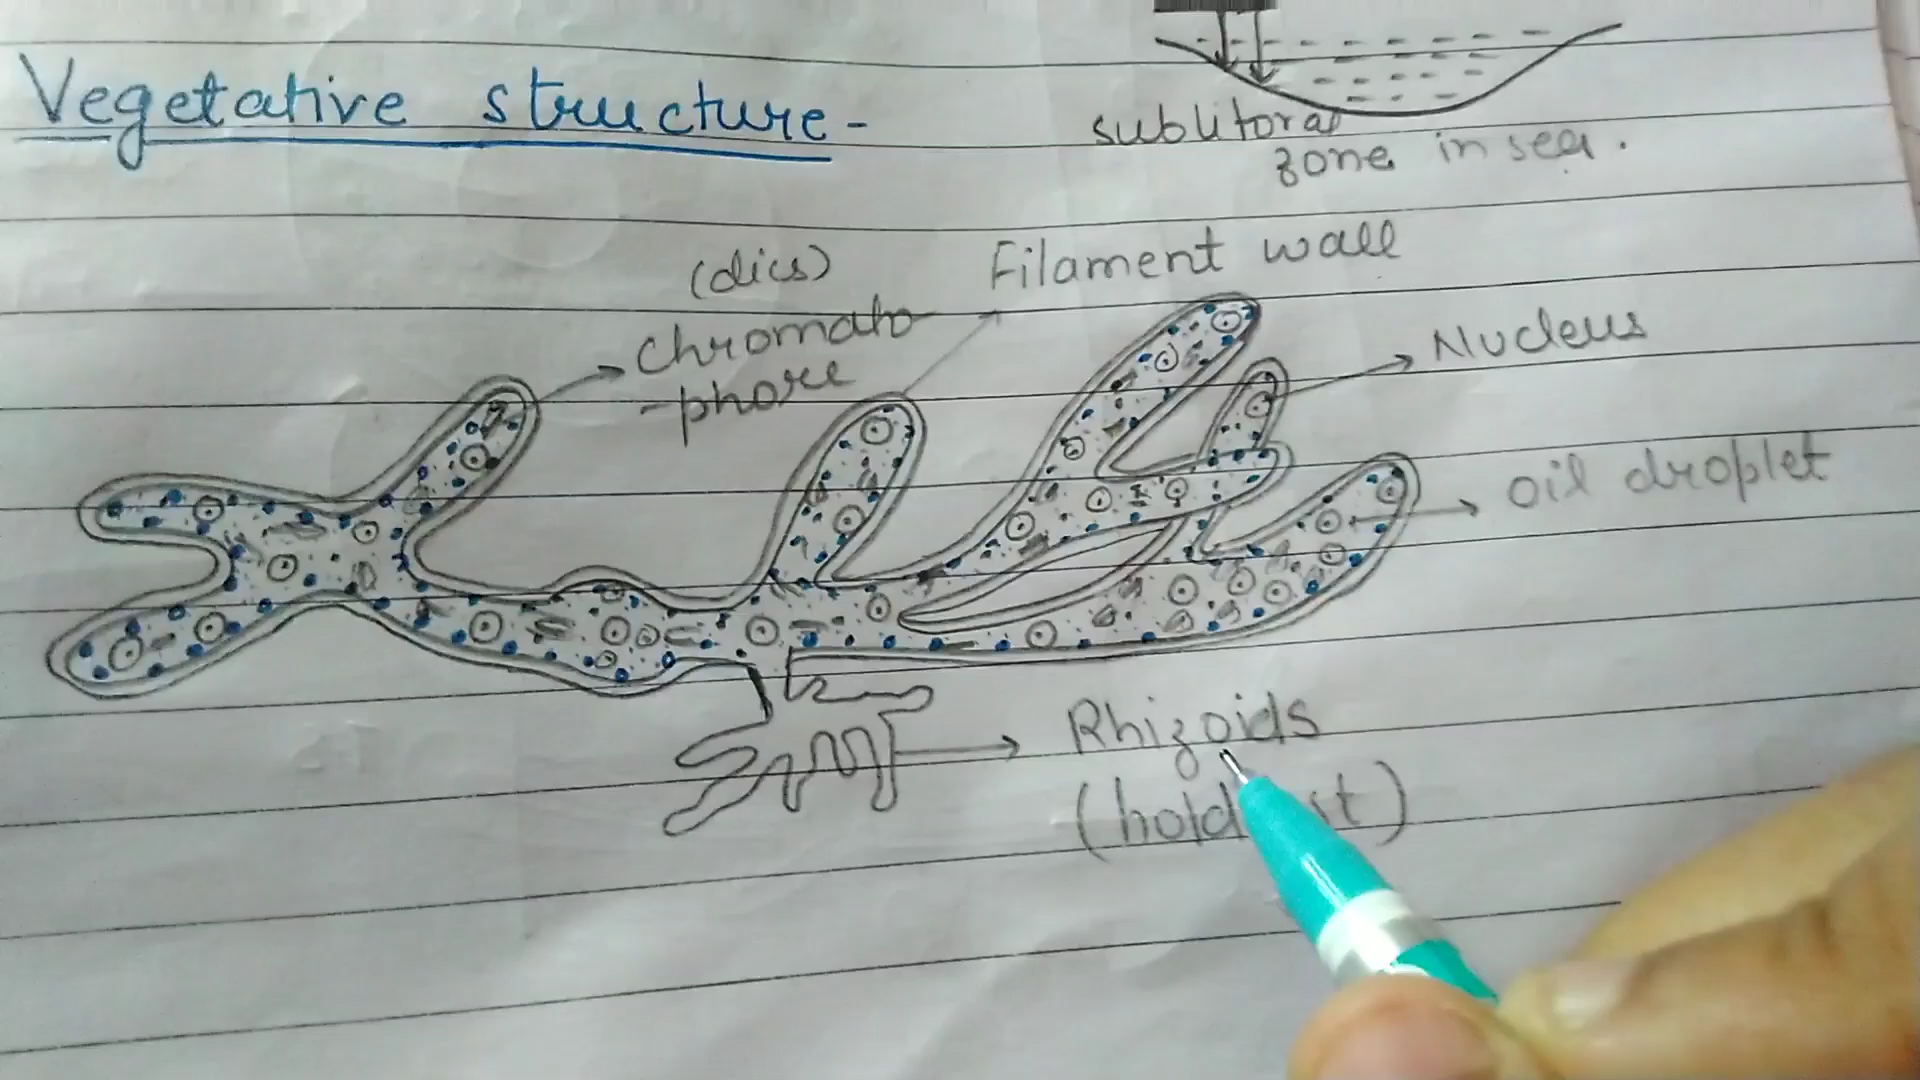 Vegetative structure-
sublitoral
zone in sea.
(dics)
Chromato
-phore
Filament wall
Nucleus
oil droplet
Rhizoids